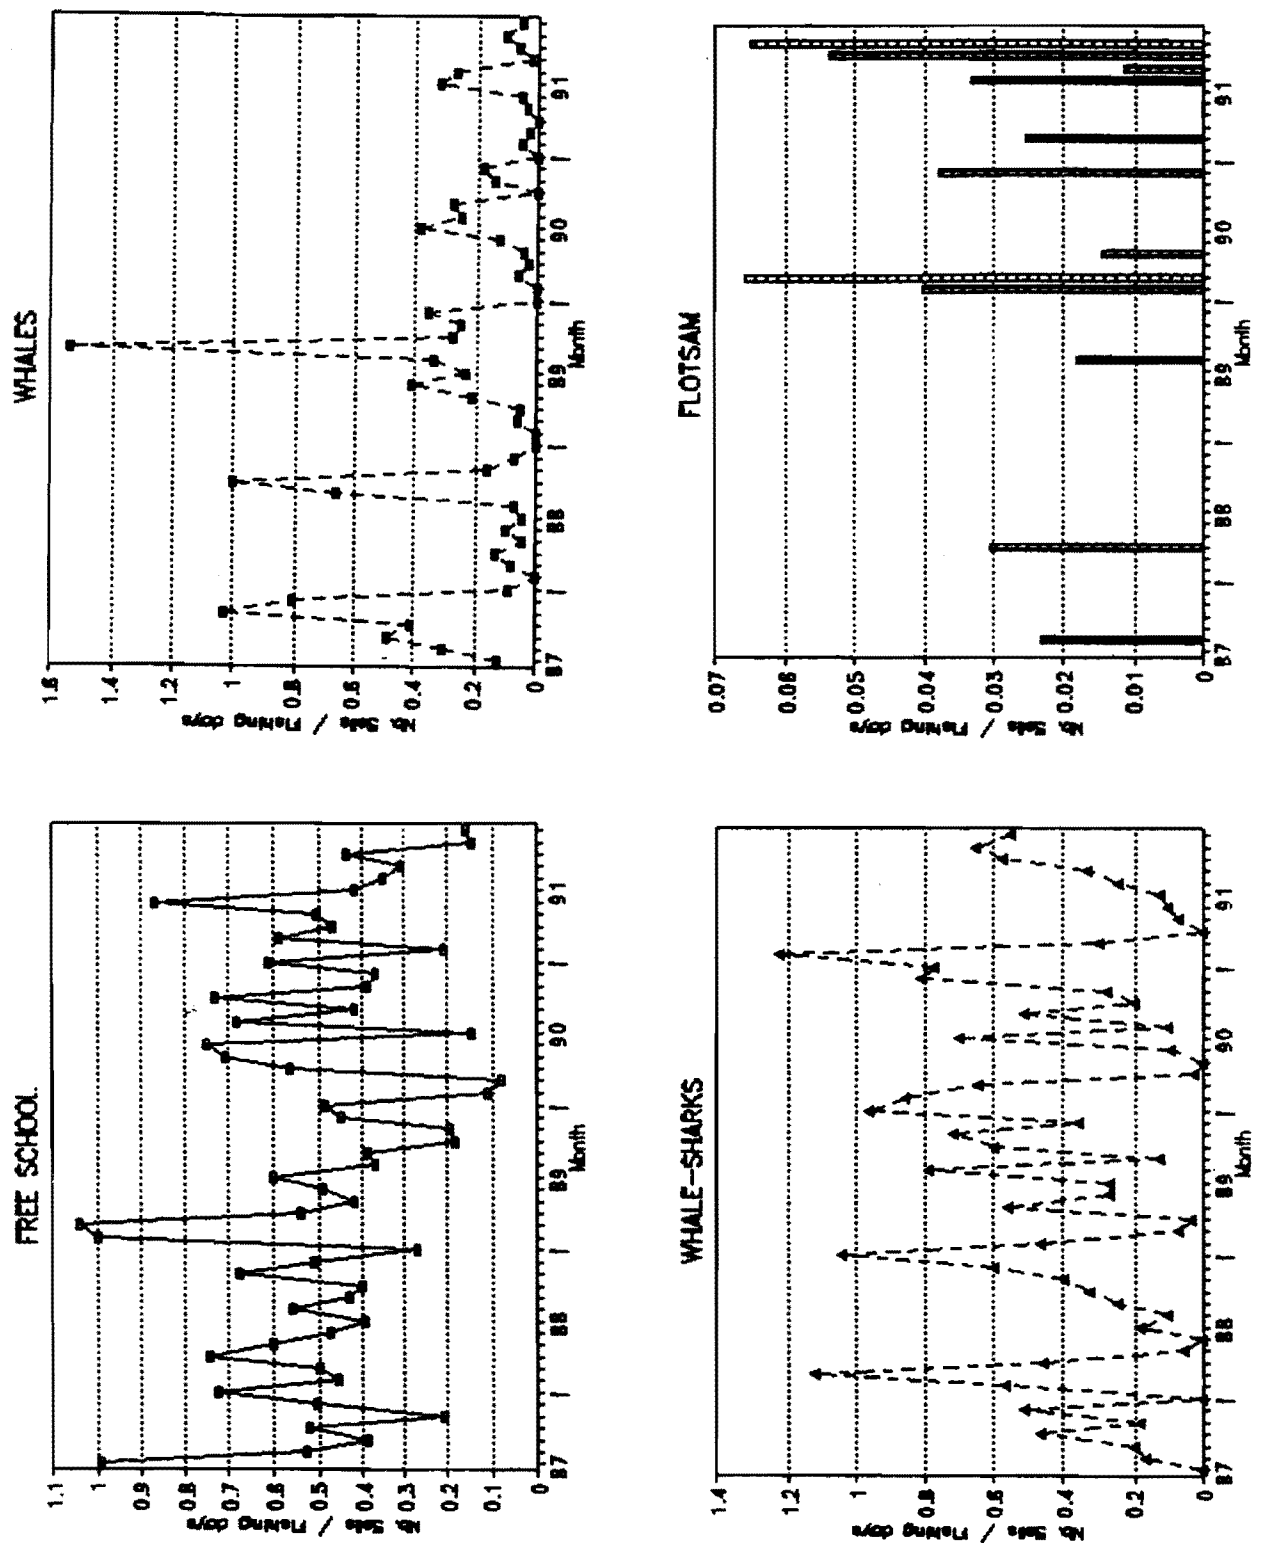 FREE SCHOOL
1.1
1
0.9
0.8
0.7
0.6
0.5
0.4
0.3
0.2
0.1
0
No. Sets / Fishing days
87 I 88 I 89 I 90 I 91
Month
WHALES
1.6
1.4
1.2
1
0.8
0.6
0.4
0.2
0
No. Sets / Fishing days
87 I 88 I 89 I 90 I 91
Month
WHALE-SHARKS
1.4
1.2
1
0.8
0.6
0.4
0.2
0
No. Sets / Fishing days
87 I 88 I 89 I 90 I 91
Month
FLOTSAM
0.07
0.06
0.05
0.04
0.03
0.02
0.01
0
No. Sets / Fishing days
87 I 88 I 89 I 90 I 91
Month